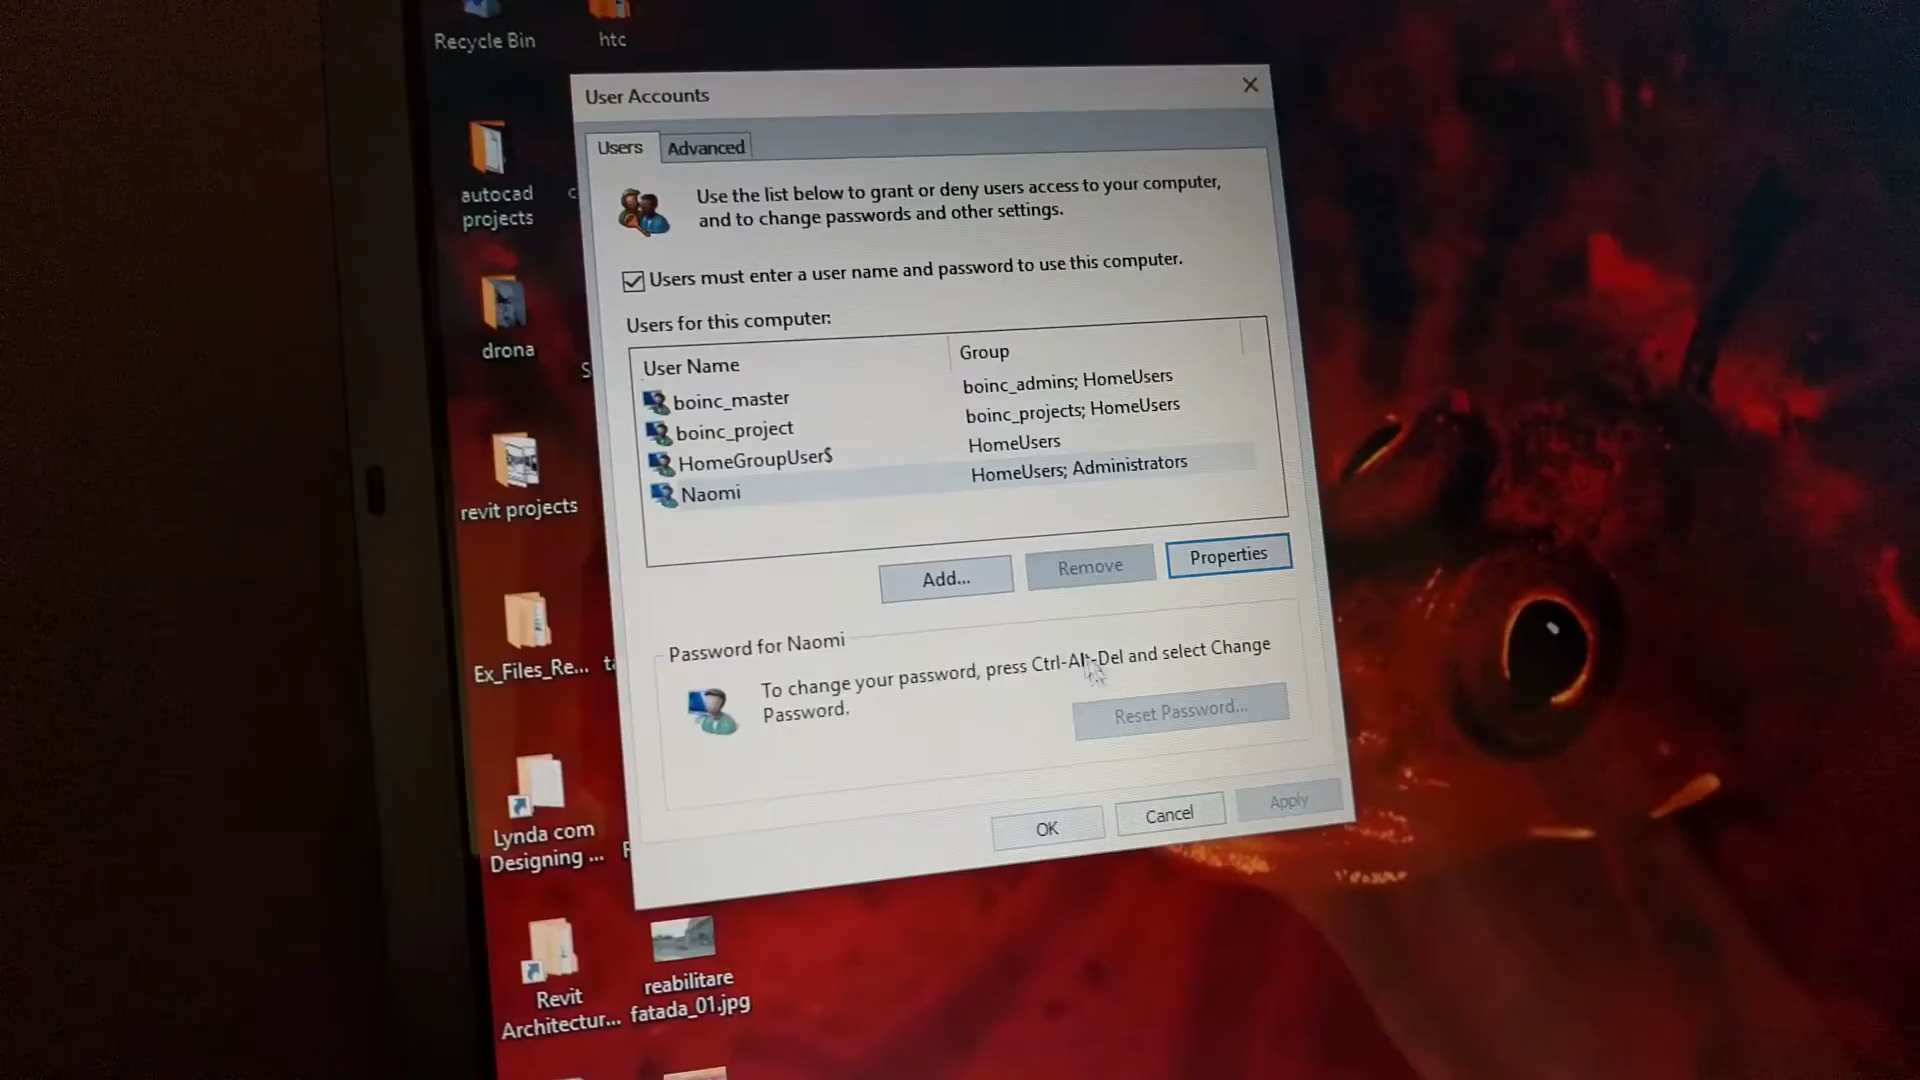 Recycle Bin
htc
autocad
projects
drona
revit projects
Ex_Files_Re...
Lynda com
Designing ...
Revit
Architectur...
reabilitare
fatada_01.jpg
User Accounts
Users
Advanced
Use the list below to grant or deny users access to your computer,
and to change passwords and other settings.
Users must enter a user name and password to use this computer.
Users for this computer:
User Name
Group
boinc_master
boinc_admins; HomeUsers
boinc_project
boinc_projects; HomeUsers
HomeGroupUser$
HomeUsers
Naomi
HomeUsers; Administrators
Add...
Remove
Properties
Password for Naomi
To change your password, press Ctrl-Alt-Del and select Change
Password.
Reset Password...
OK
Cancel
Apply